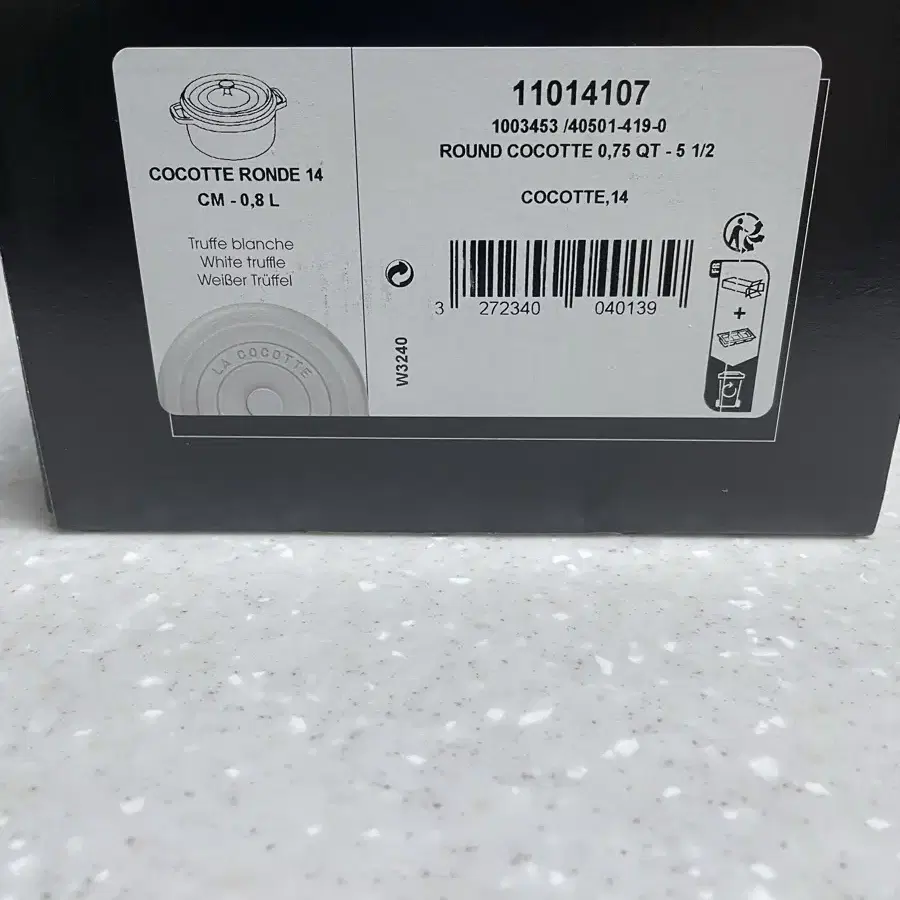 COCOTTE RONDE 14
CM - 0,8 L
Truffe blanche
White truffle
Weißer Trüffel
LA COCOTTE
11014107
1003453 /40501-419-0
ROUND COCOTTE 0,75 QT - 5 1/2
COCOTTE,14
3 272340 040139
W3240
FR
+